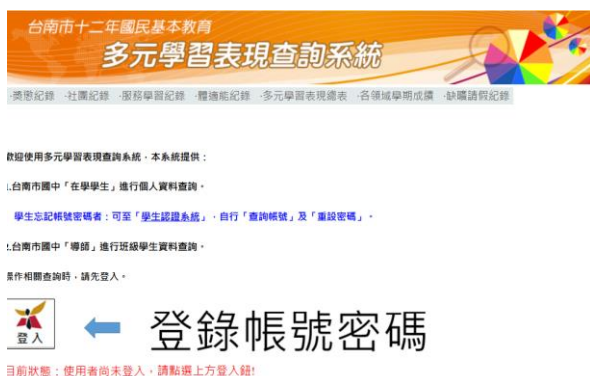 台南市十二年國民基本教育
多元學習表現查詢系統
·獎懲紀錄 ·社團紀錄 ·服務學習紀錄 ·體適能紀錄 ·多元學習表現總表 ·各領域學期成績 ·缺曠請假紀錄
歡迎使用多元學習表現查詢系統，本系統提供：
1.台南市國中「在學學生」進行個人資料查詢。
學生忘記帳號密碼者：可至「學生認證系統」，自行「查詢帳號」及「重設密碼」。
2.台南市國中「導師」進行班級學生資料查詢。
操作相關查詢時，請先登入。
登入
登錄帳號密碼
目前狀態：使用者尚未登入，請點選上方登入鈕!